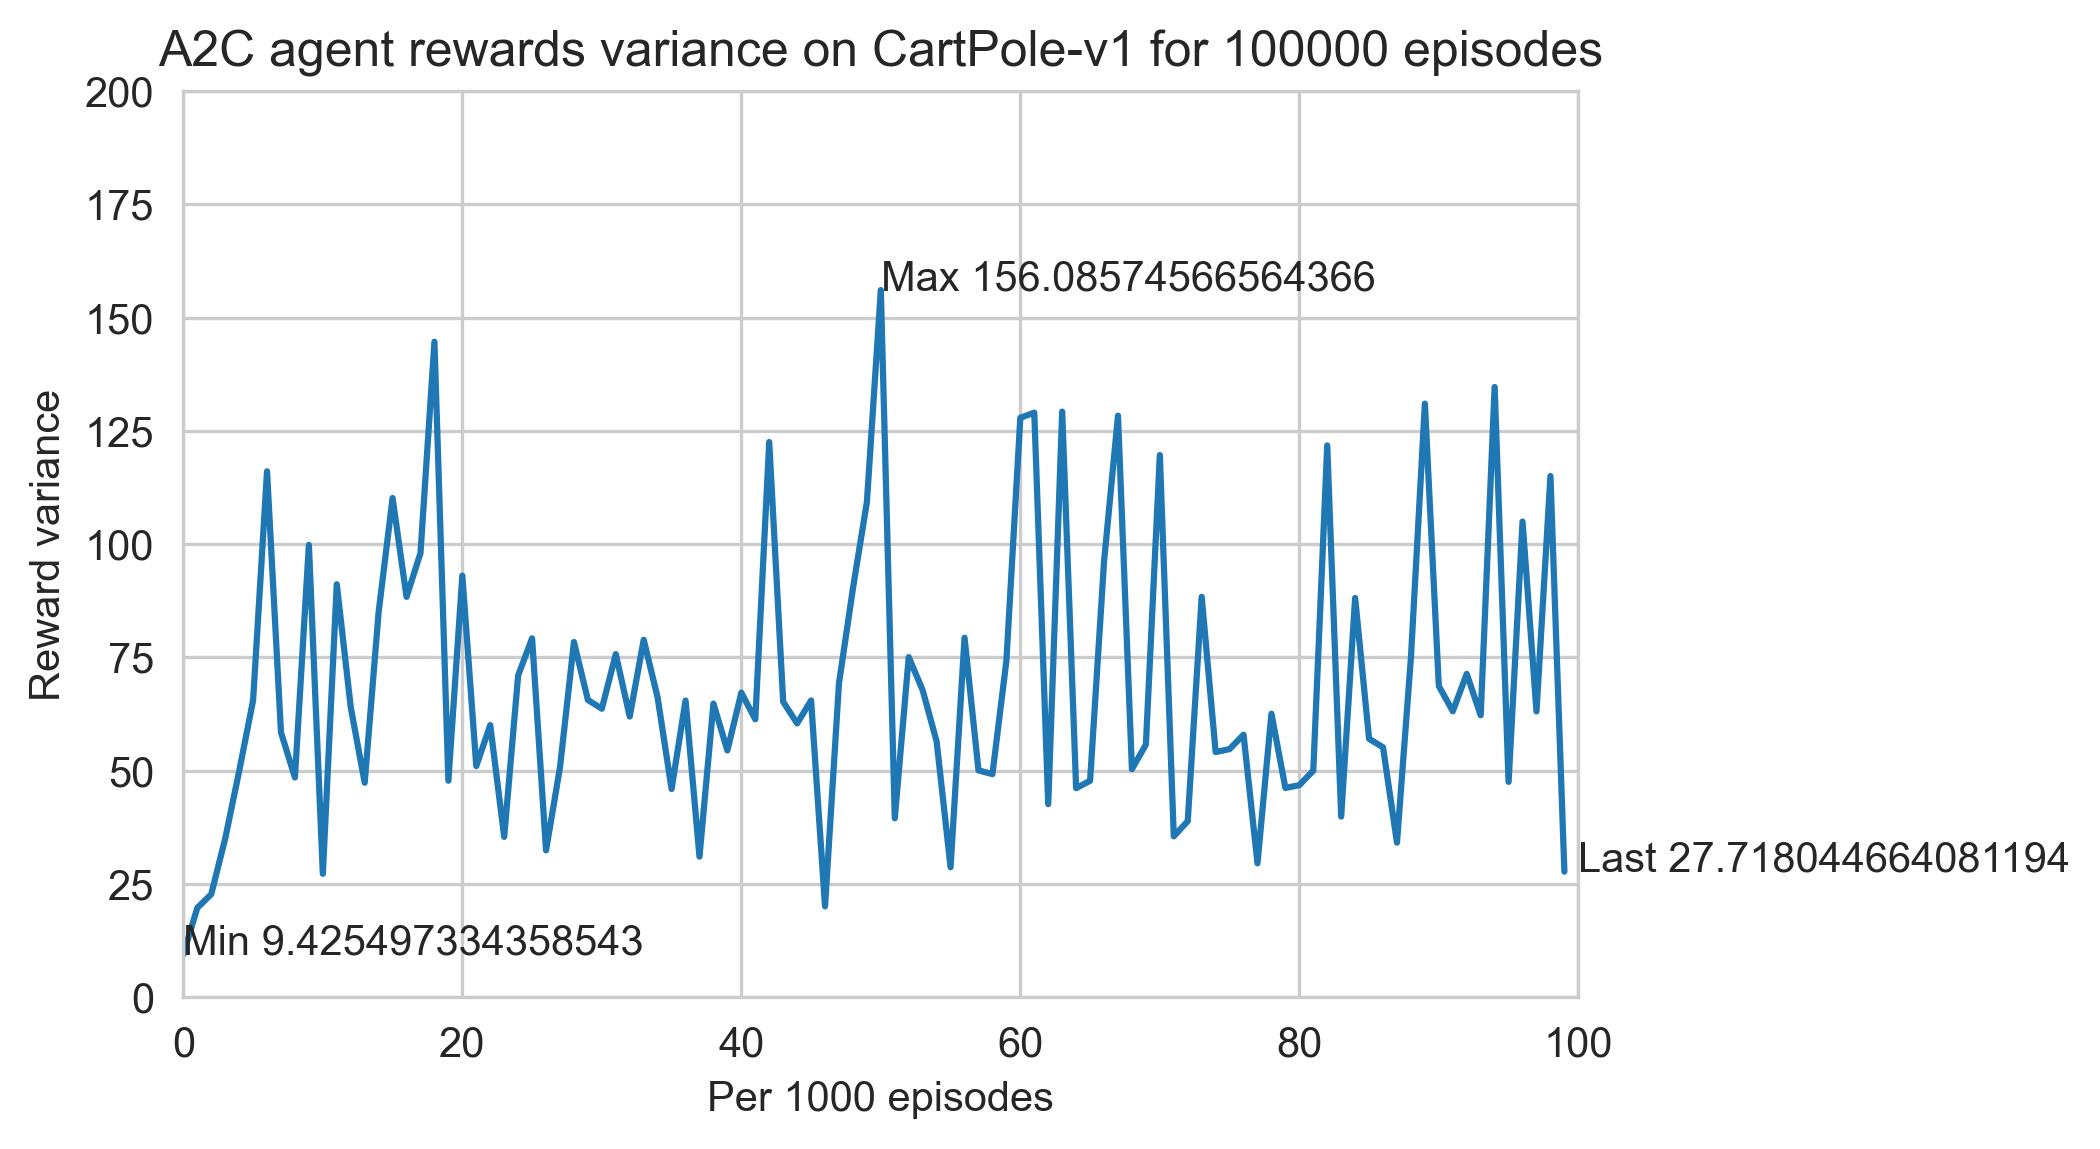 A2C agent rewards variance on CartPole-v1 for 100000 episodes
200
175
150
125
100
75
50
25
0
Reward variance
Max 156.08574566564366
Last 27.718044664081194
Min 9.425497334358543
0 20 40 60 80 100
Per 1000 episodes